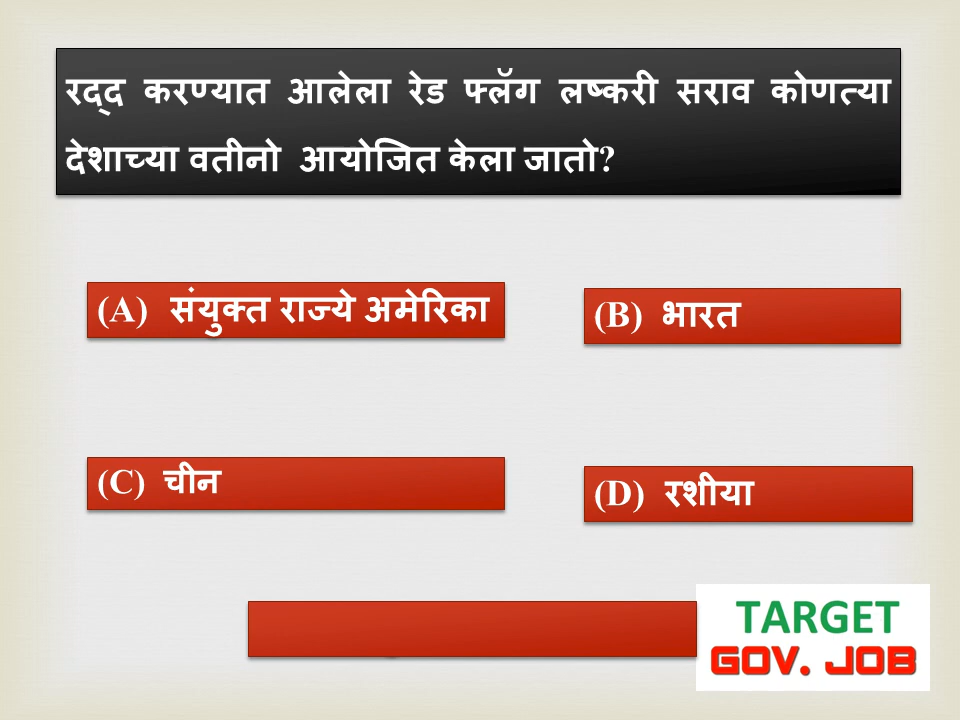 रद्‌द करण्यात आलेला रेड फ्लॅग लष्करी सराव कोणत्या
देशाच्या वतीनो आयोजित केला जातो?
(A) संयुक्त राज्ये अमेरिका
(B) भारत
(C) चीन
(D) रशीया
TARGET
GOV. JOB